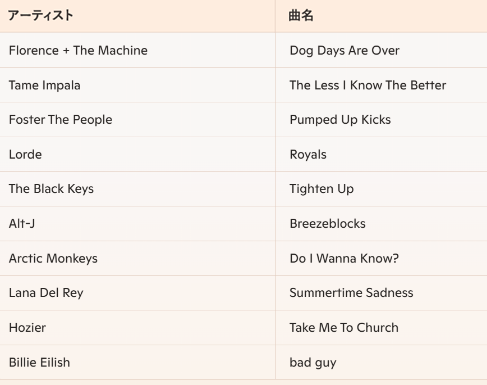 アーティスト 曲名
Florence + The Machine Dog Days Are Over
Tame Impala The Less I Know The Better
Foster The People Pumped Up Kicks
Lorde Royals
The Black Keys Tighten Up
Alt-J Breezeblocks
Arctic Monkeys Do I Wanna Know?
Lana Del Rey Summertime Sadness
Hozier Take Me To Church
Billie Eilish bad guy